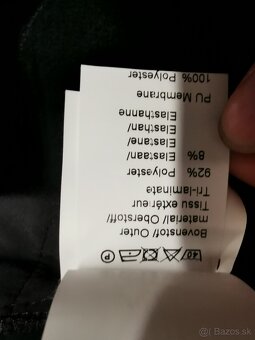 40 P
Bovenstof/ Outer
material/ Oberstoff/
Tissu extérieur
Tri-laminate
92% Polyester
8% Elastan/
Elastane/
Elasthan/
Elasthanne
PU Membrane
100% Polyester
© Bazos.sk